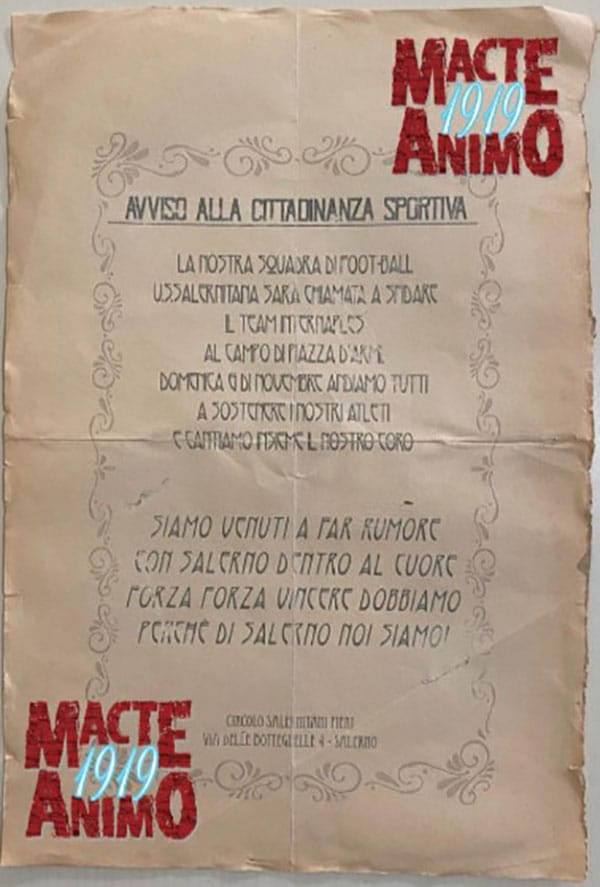 MACTE
1919
ANIMO
AVVISO ALLA CITTADINANZA SPORTIVA
LA NOSTRA SQUADRA DI FOOT-BALL
U.S.SALERNITANA SARÀ CHIAMATA A SFIDARE
IL TEAM INTERNAPLES
AL CAMPO DI PIAZZA D'ARMI.
DOMENICA 6 DI NOVEMBRE ANDIAMO TUTTI
A SOSTENERE I NOSTRI ATLETI
E CANTIAMO INSIEME IL NOSTRO CORO
SIAMO VENUTI A FAR RUMORE
CON SALERNO DENTRO AL CUORE
FORZA FORZA VINCERE DOBBIAMO
PERCHÈ DI SALERNO NOI SIAMO!
CIRCOLO SALERNITANI FIERI
VIA DELLE BOTTEGHELLE 4 - SALERNO
MACTE
1919
ANIMO